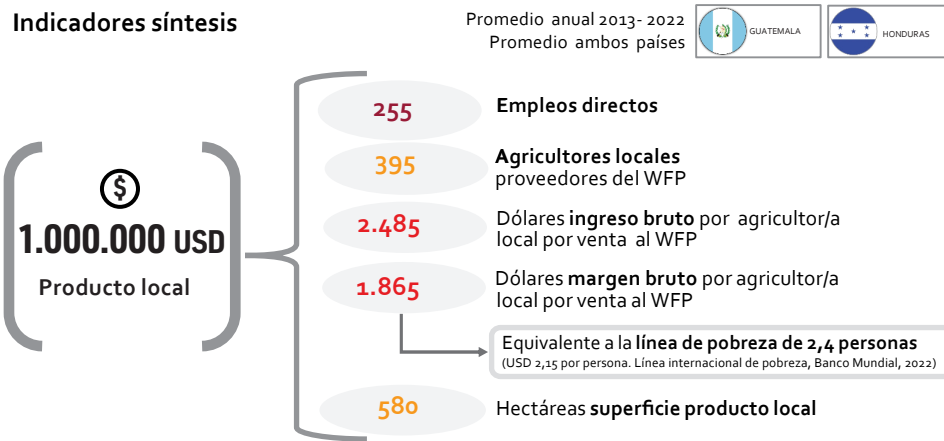 Indicadores síntesis
Promedio anual 2013- 2022
Promedio ambos países
GUATEMALA
HONDURAS
$
1.000.000 USD
Producto local
255
Empleos directos
395
Agricultores locales
proveedores del WFP
2.485
Dólares ingreso bruto por agricultor/a
local por venta al WFP
1.865
Dólares margen bruto por agricultor/a
local por venta al WFP
Equivalente a la línea de pobreza de 2,4 personas
(USD 2,15 por persona. Línea internacional de pobreza, Banco Mundial, 2022)
580
Hectáreas superficie producto local